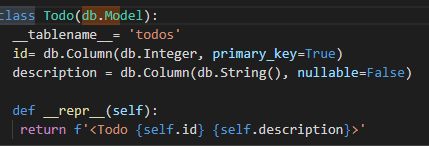 class Todo(db.Model):
  __tablename__= 'todos'
  id= db.Column(db.Integer, primary_key=True)
  description = db.Column(db.String(), nullable=False)
  def __repr__(self):
   return f'<Todo {self.id} {self.description}>'